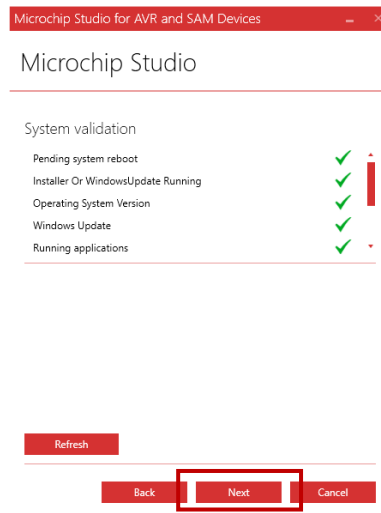 Microchip Studio for AVR and SAM Devices
Microchip Studio
System validation
Pending system reboot
Installer Or WindowsUpdate Running
Operating System Version
Windows Update
Running applications
Refresh
Back Next Cancel